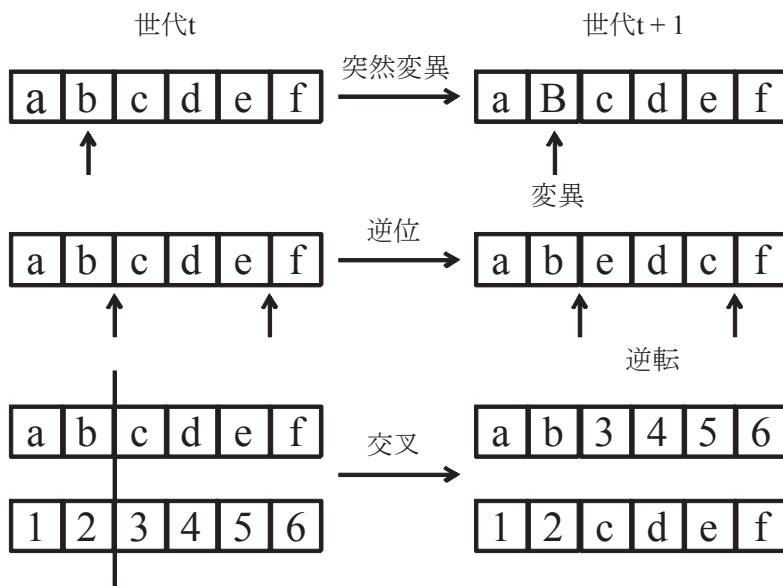 世代t
世代t + 1
a b c d e f
突然変異
a B c d e f
変異
a b c d e f
逆位
a b e d c f
逆転
a b c d e f
交叉
a b 3 4 5 6
1 2 3 4 5 6
1 2 c d e f